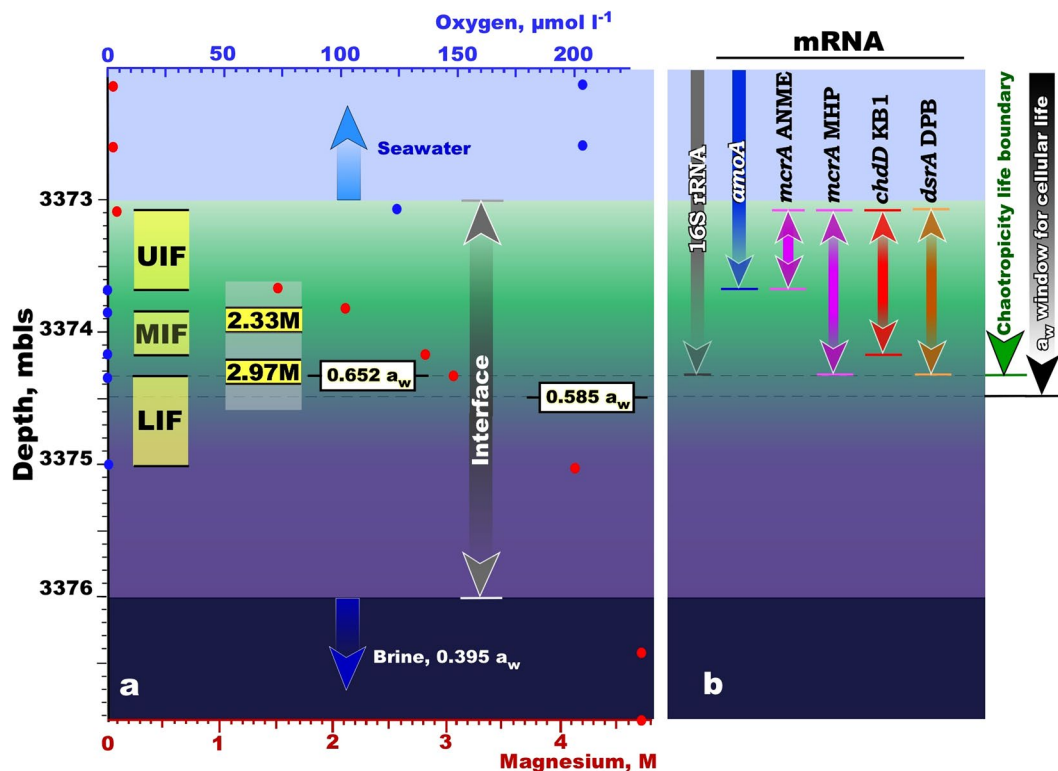 Oxygen, µmol l⁻¹
0 50 100 150 200
Seawater
3373
3374
3375
3376
Depth, mbls
UIF
MIF
LIF
2.33M
2.97M
0.652 aw
0.585 aw
Interface
Brine, 0.395 aw
a
0 1 2 3 4
Magnesium, M
mRNA
16S rRNA
amoA
mcrA ANME
mcrA MHP
chdD KB1
dsrA DPB
Chaotropicity life boundary
aw window for cellular life
b